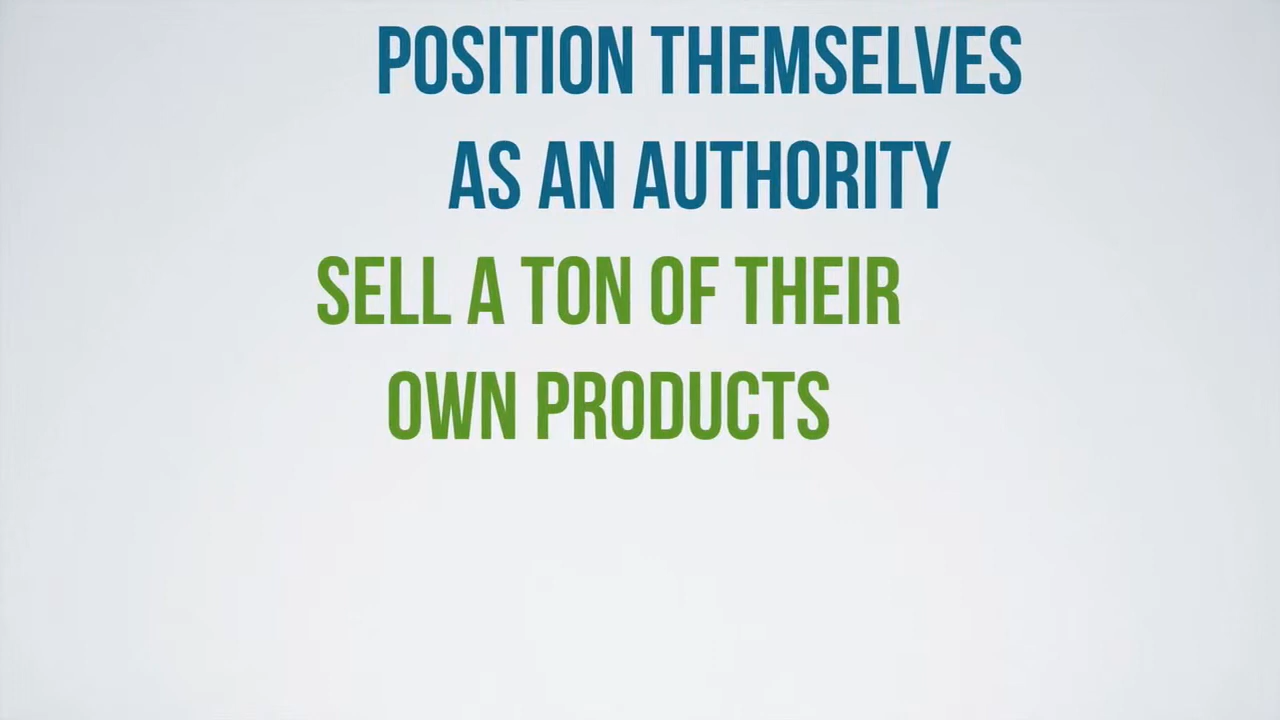 POSITION THEMSELVES
AS AN AUTHORITY
SELL A TON OF THEIR
OWN PRODUCTS